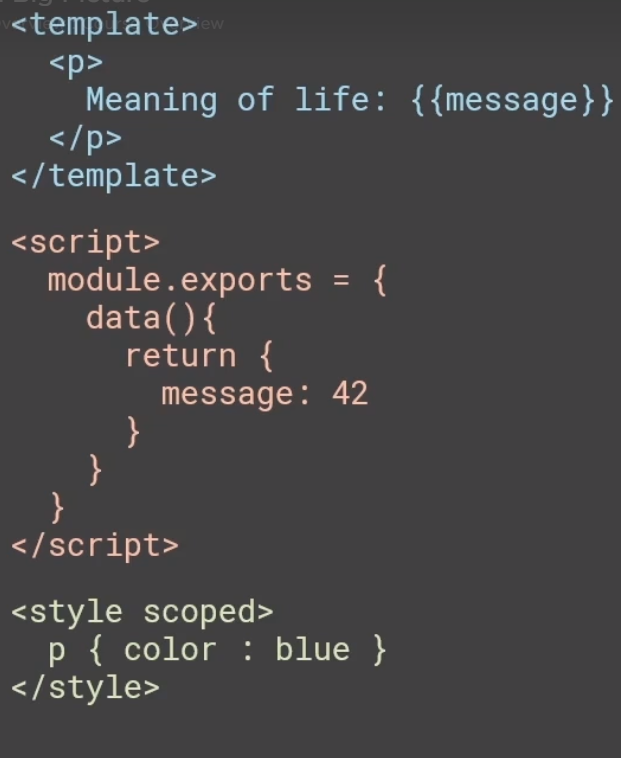 <template>
  <p>
    Meaning of life: {{message}}
  </p>
</template>

<script>
  module.exports = {
    data(){
      return {
        message: 42
      }
    }
  }
</script>

<style scoped>
  p { color : blue }
</style>